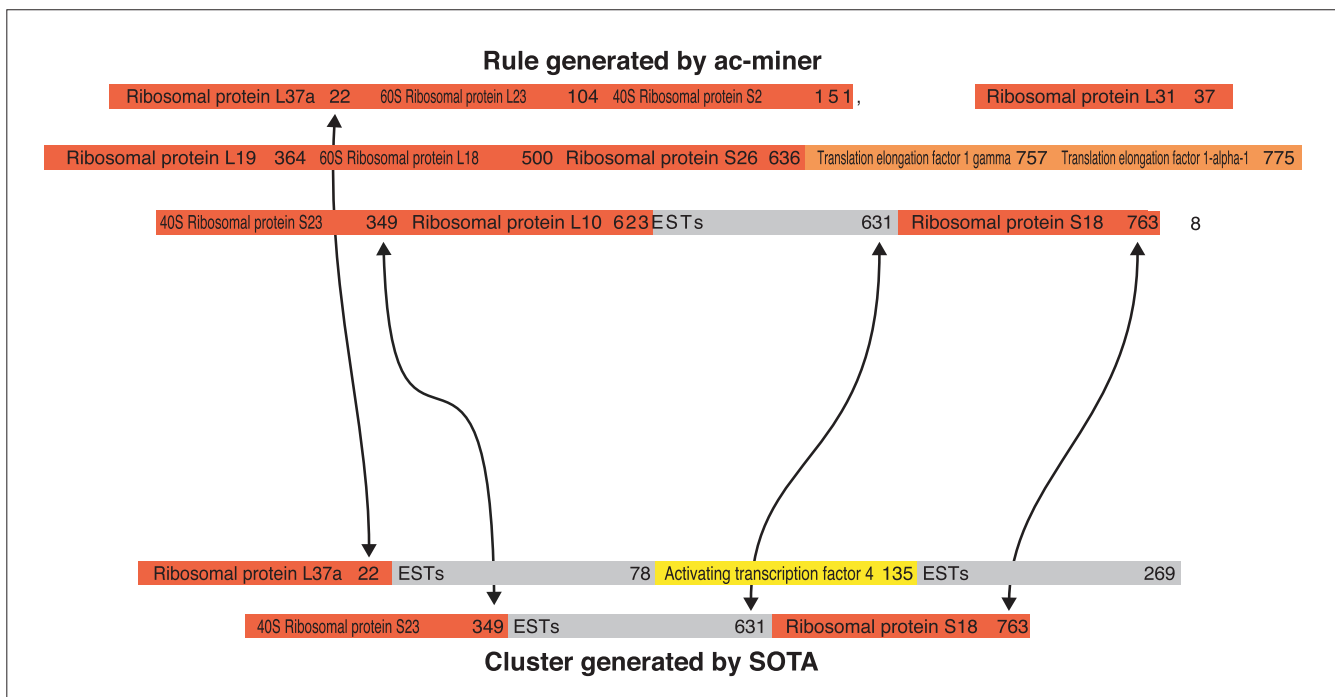 Rule generated by ac-miner
Ribosomal protein L37a 22 60S Ribosomal protein L23 104 40S Ribosomal protein S2 151, Ribosomal protein L31 37
Ribosomal protein L19 364 60S Ribosomal protein L18 500 Ribosomal protein S26 636 Translation elongation factor 1 gamma 757 Translation elongation factor 1-alpha-1 775
40S Ribosomal protein S23 349 Ribosomal protein L10 623 ESTs 631 Ribosomal protein S18 763 8
Ribosomal protein L37a 22 ESTs 78 Activating transcription factor 4 135 ESTs 269
40S Ribosomal protein S23 349 ESTs 631 Ribosomal protein S18 763
Cluster generated by SOTA